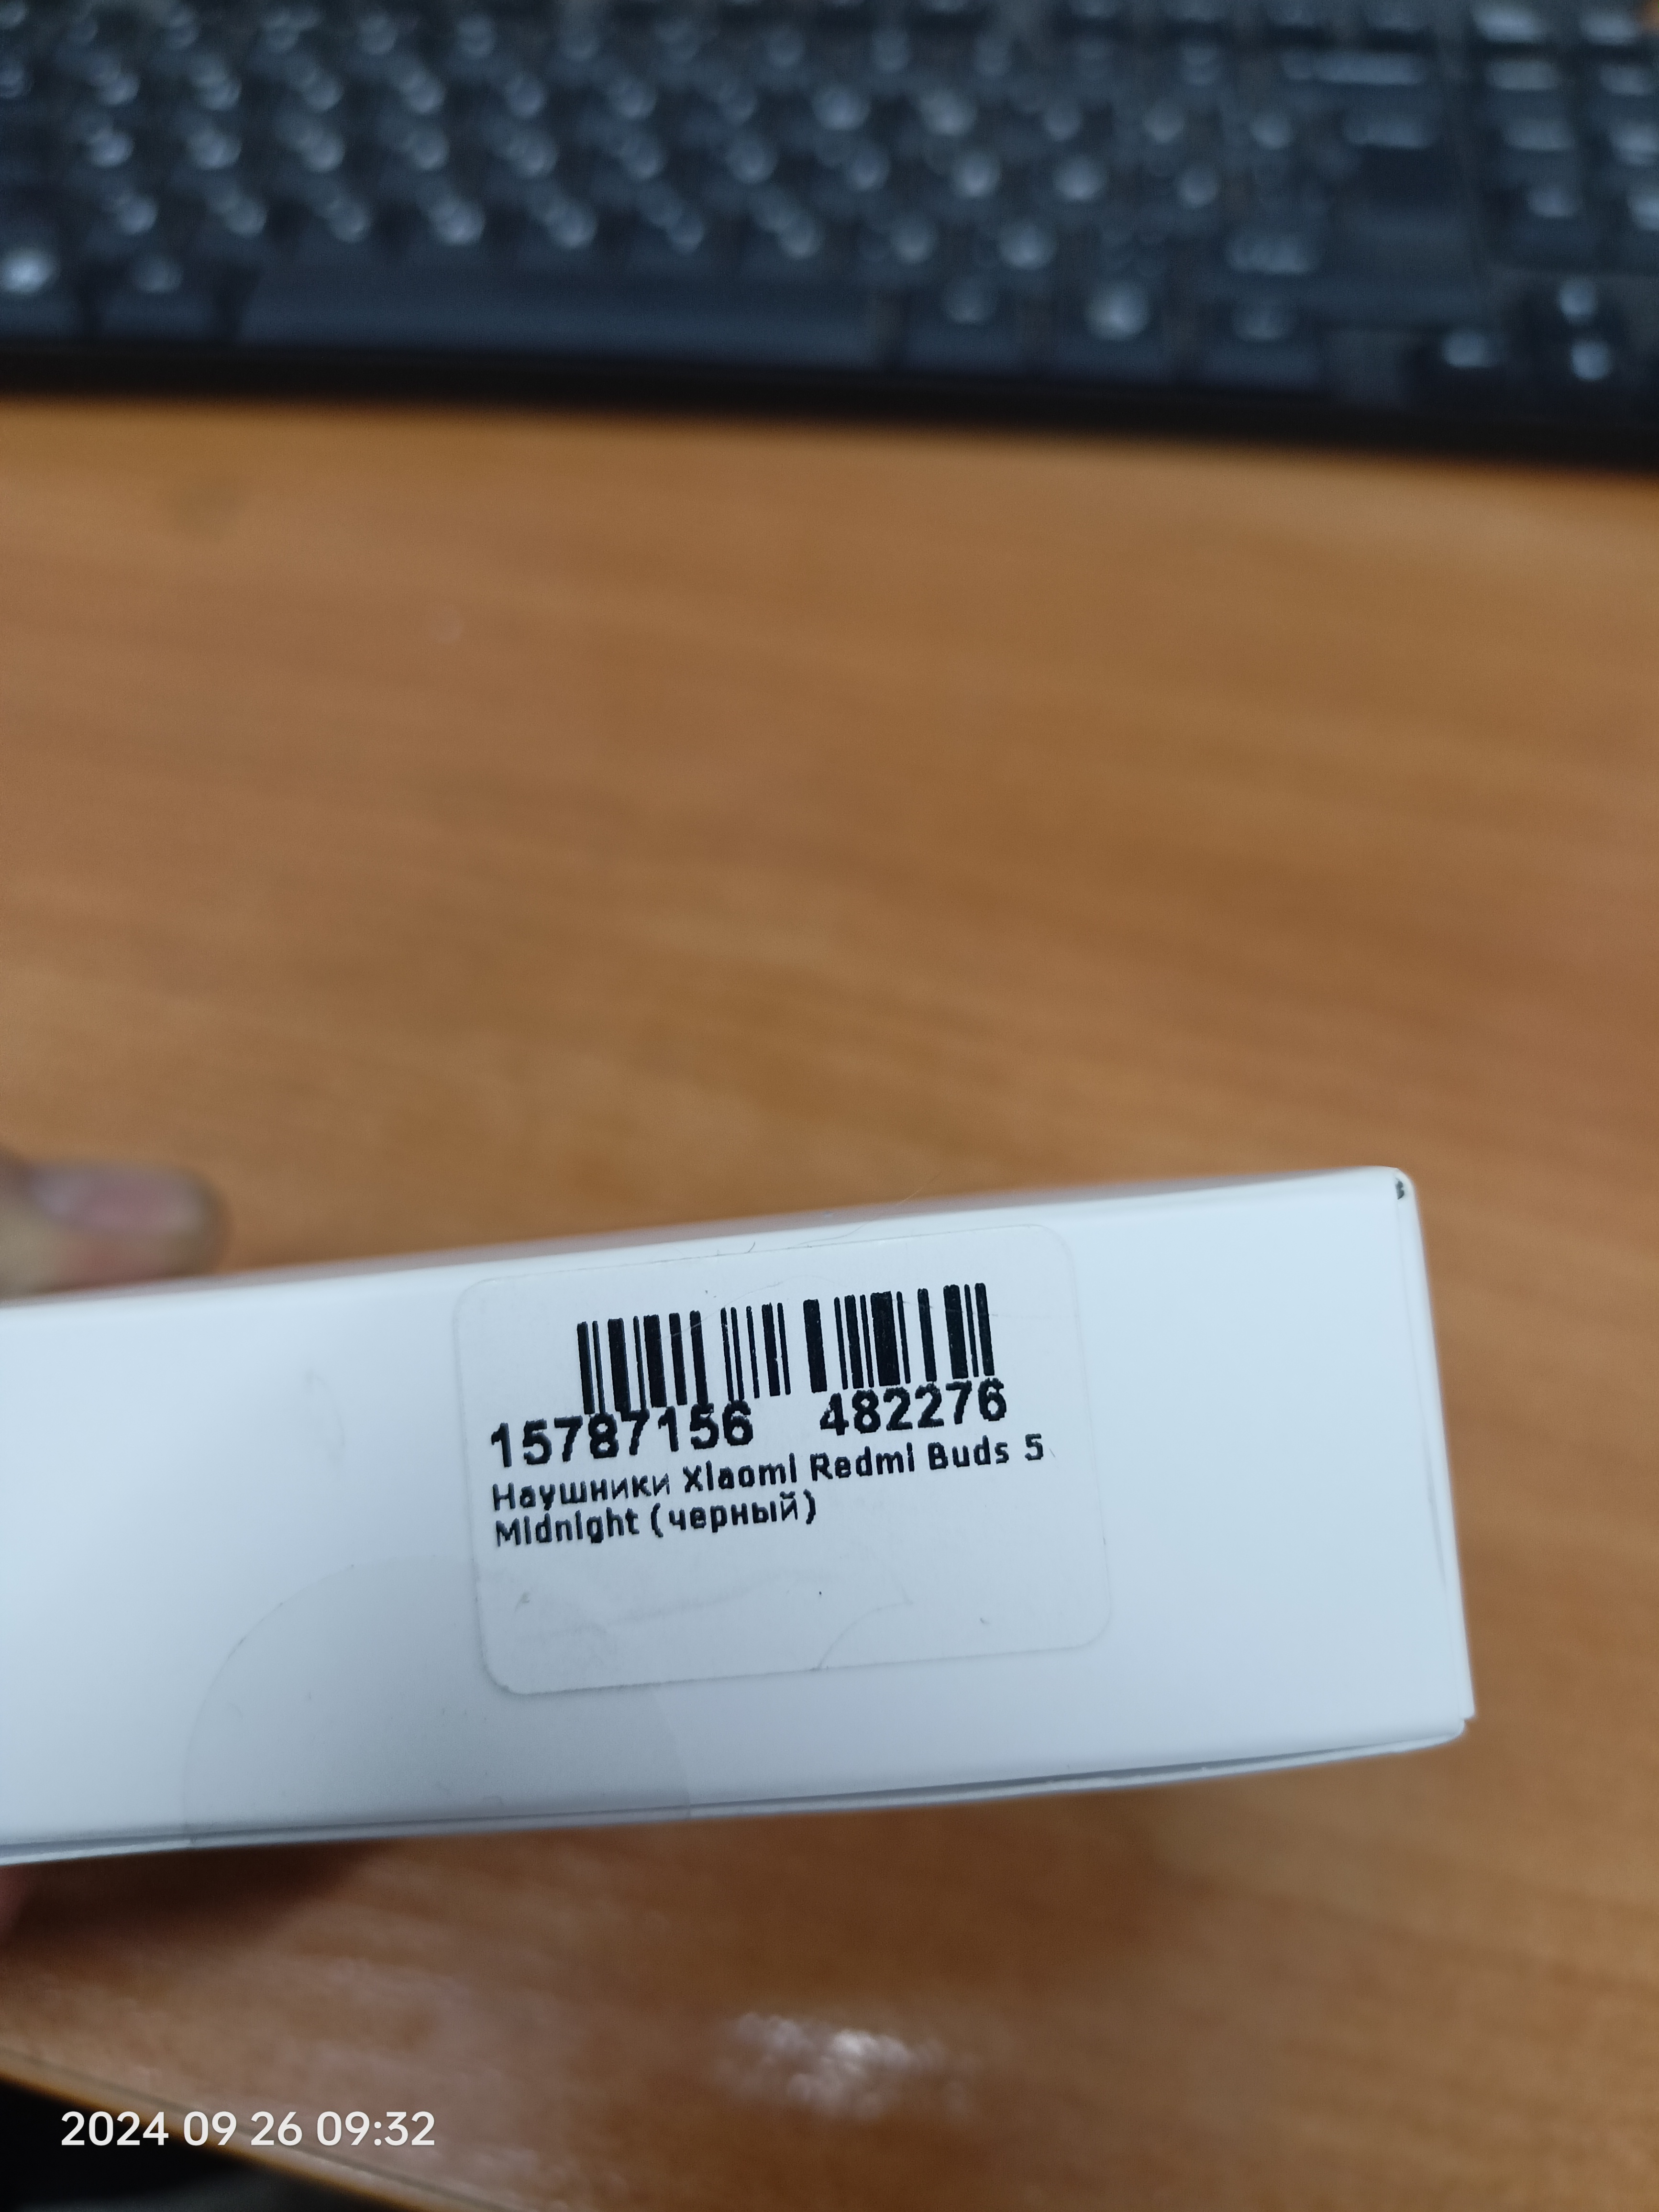 15787156 482276
Наушники Xiaomi Redmi Buds 5
Midnight (черный)
2024 09 26 09:32